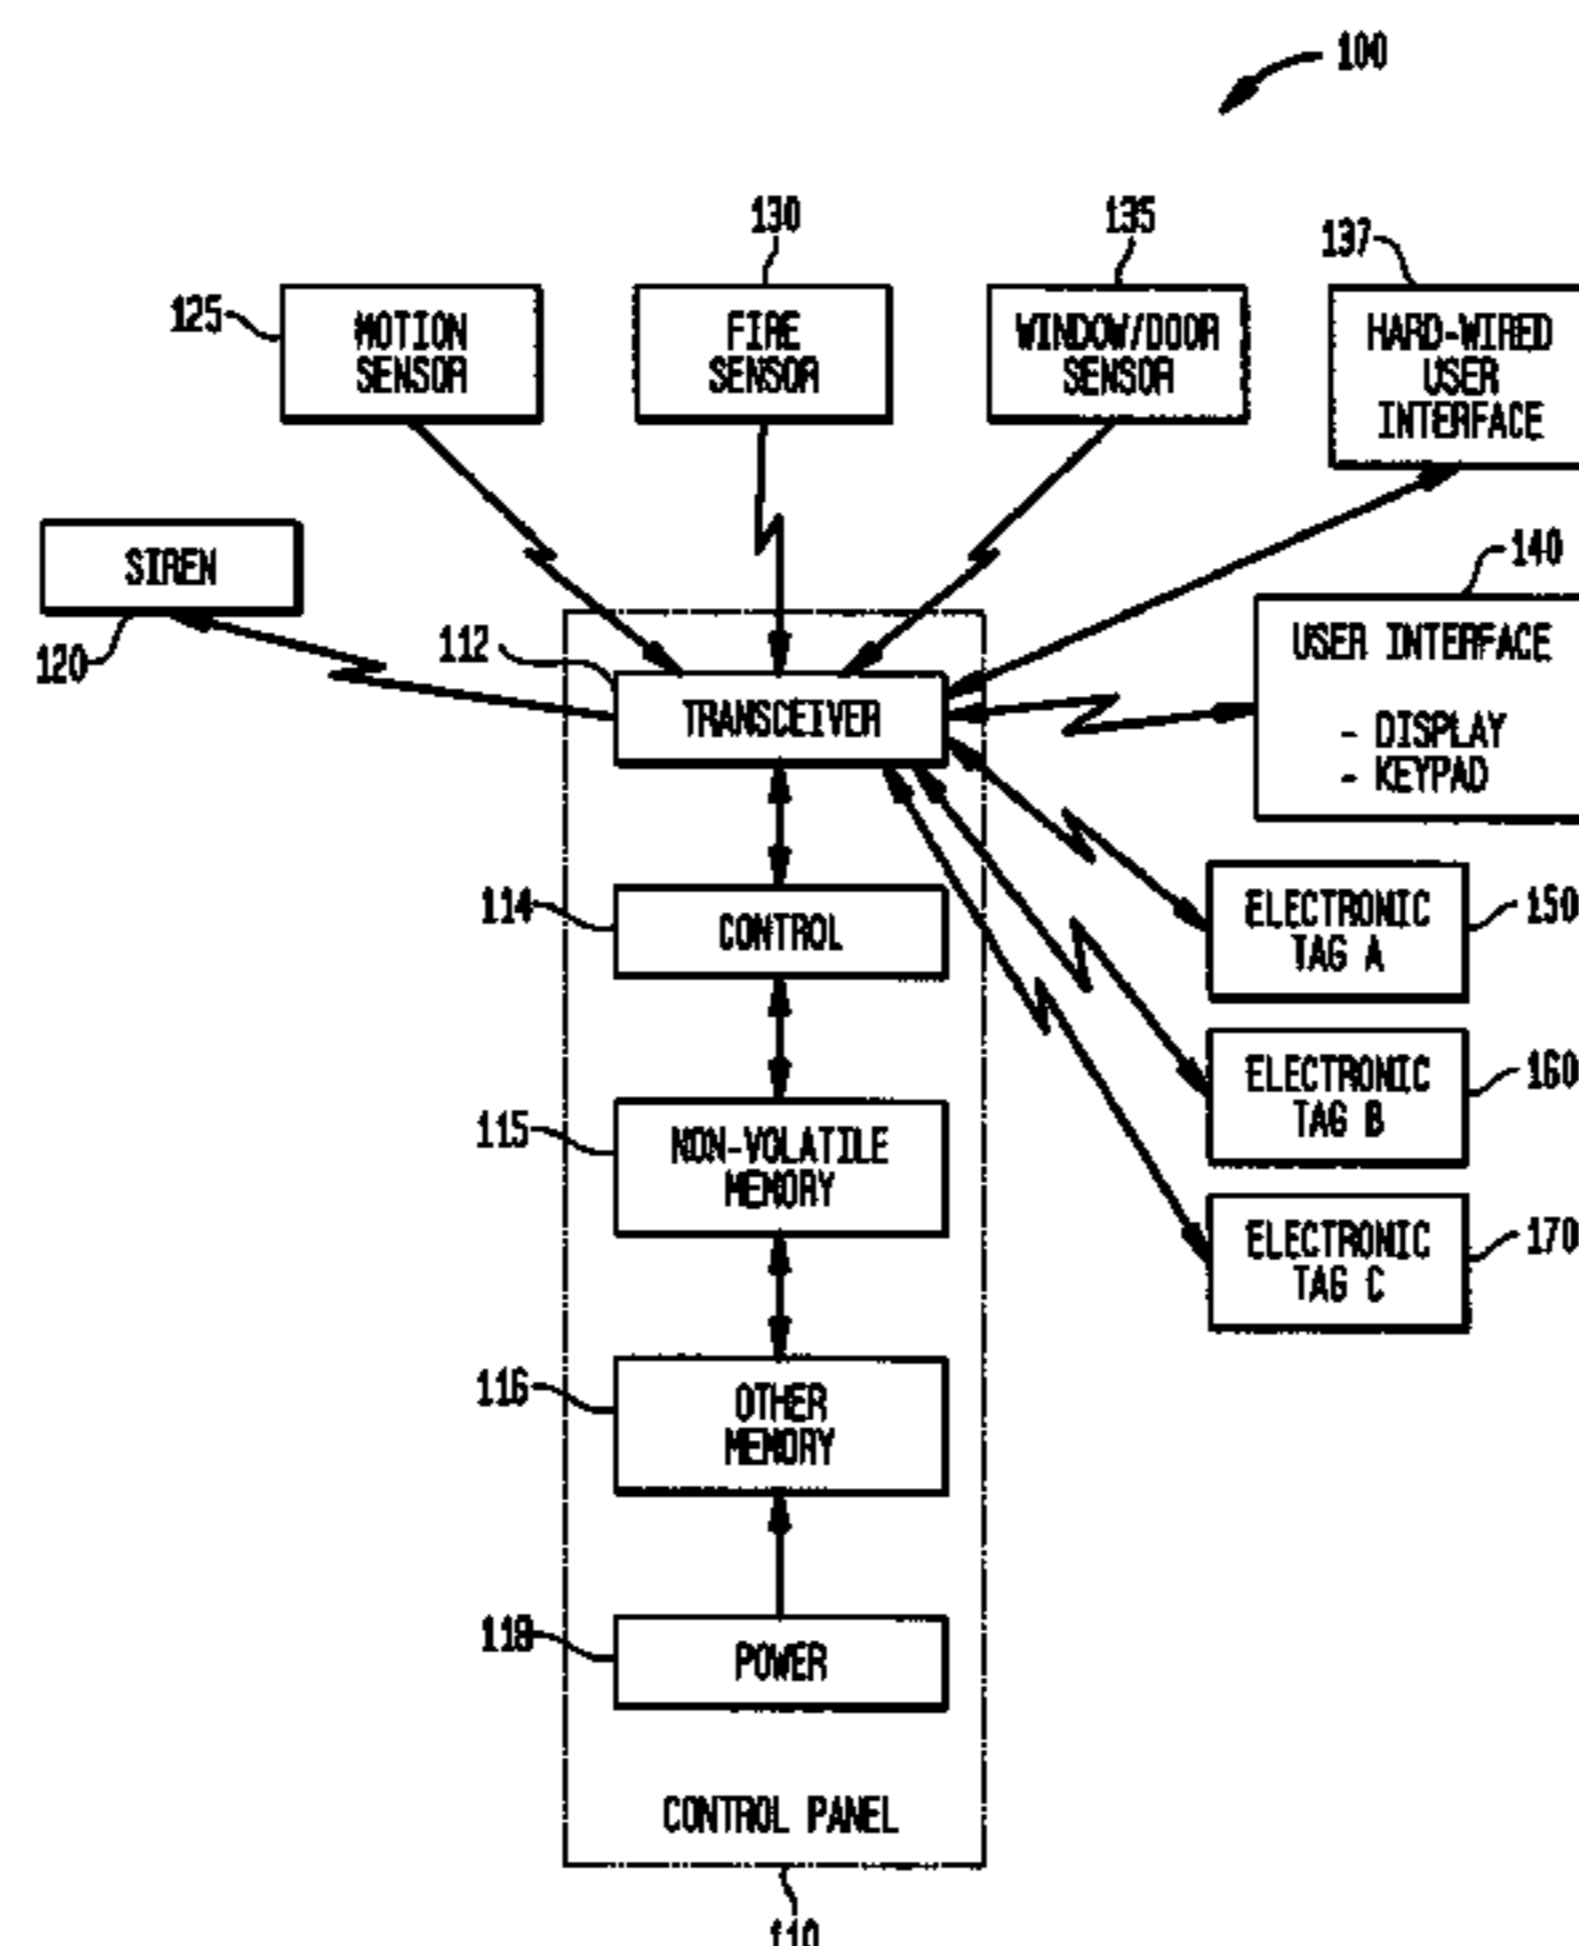 100
130
135
137
125
MOTION
SENSOR
FIRE
SENSOR
WINDOW/DOOR
SENSOR
HARD-WIRED
USER
INTERFACE
SIREN
120
140
USER INTERFACE
- DISPLAY
- KEYPAD
112
TRANSCEIVER
114
CONTROL
ELECTRONIC
TAG A
150
115
NON-VOLATILE
MEMORY
ELECTRONIC
TAG B
160
ELECTRONIC
TAG C
170
116
OTHER
MEMORY
118
POWER
CONTROL PANEL
110